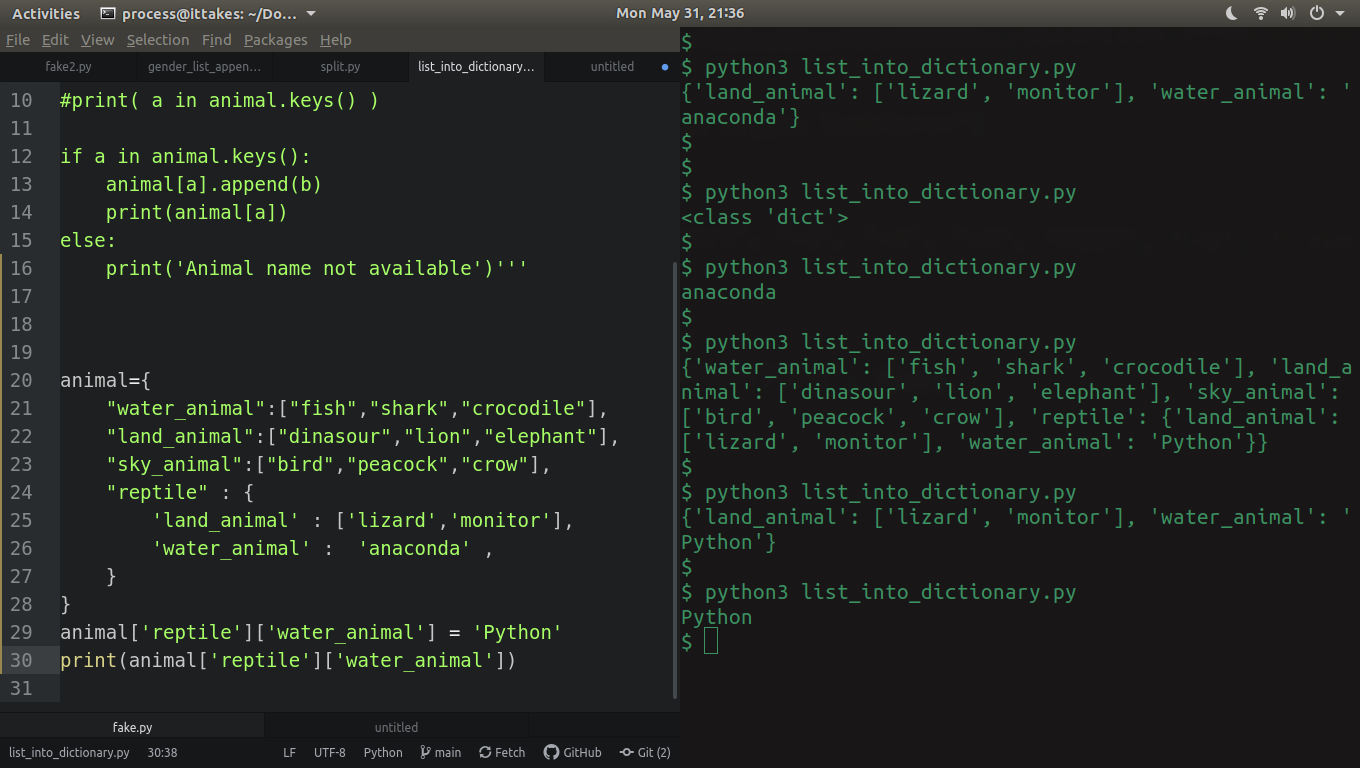 Activities process@ittakes: ~/Do... Mon May 31, 21:36
File Edit View Selection Find Packages Help
fake2.py gender_list_appen... split.py list_into_dictionary... untitled
10 #print( a in animal.keys() )
11
12 if a in animal.keys():
13     animal[a].append(b)
14     print(animal[a])
15 else:
16     print('Animal name not available')'''
17
18
19
20 animal={
21     "water_animal":["fish","shark","crocodile"],
22     "land_animal":["dinasour","lion","elephant"],
23     "sky_animal":["bird","peacock","crow"],
24     "reptile" : {
25         'land_animal' : ['lizard','monitor'],
26         'water_animal' :  'anaconda' ,
27     }
28 }
29 animal['reptile']['water_animal'] = 'Python'
30 print(animal['reptile']['water_animal'])
31
fake.py untitled
list_into_dictionary.py 30:38 LF UTF-8 Python main Fetch GitHub Git (2)
$
$ python3 list_into_dictionary.py
{'land_animal': ['lizard', 'monitor'], 'water_animal': '
anaconda'}
$
$
$ python3 list_into_dictionary.py
<class 'dict'>
$
$ python3 list_into_dictionary.py
anaconda
$
$ python3 list_into_dictionary.py
{'water_animal': ['fish', 'shark', 'crocodile'], 'land_a
nimal': ['dinasour', 'lion', 'elephant'], 'sky_animal':
['bird', 'peacock', 'crow'], 'reptile': {'land_animal':
['lizard', 'monitor'], 'water_animal': 'Python'}}
$
$ python3 list_into_dictionary.py
{'land_animal': ['lizard', 'monitor'], 'water_animal': '
Python'}
$
$ python3 list_into_dictionary.py
Python
$